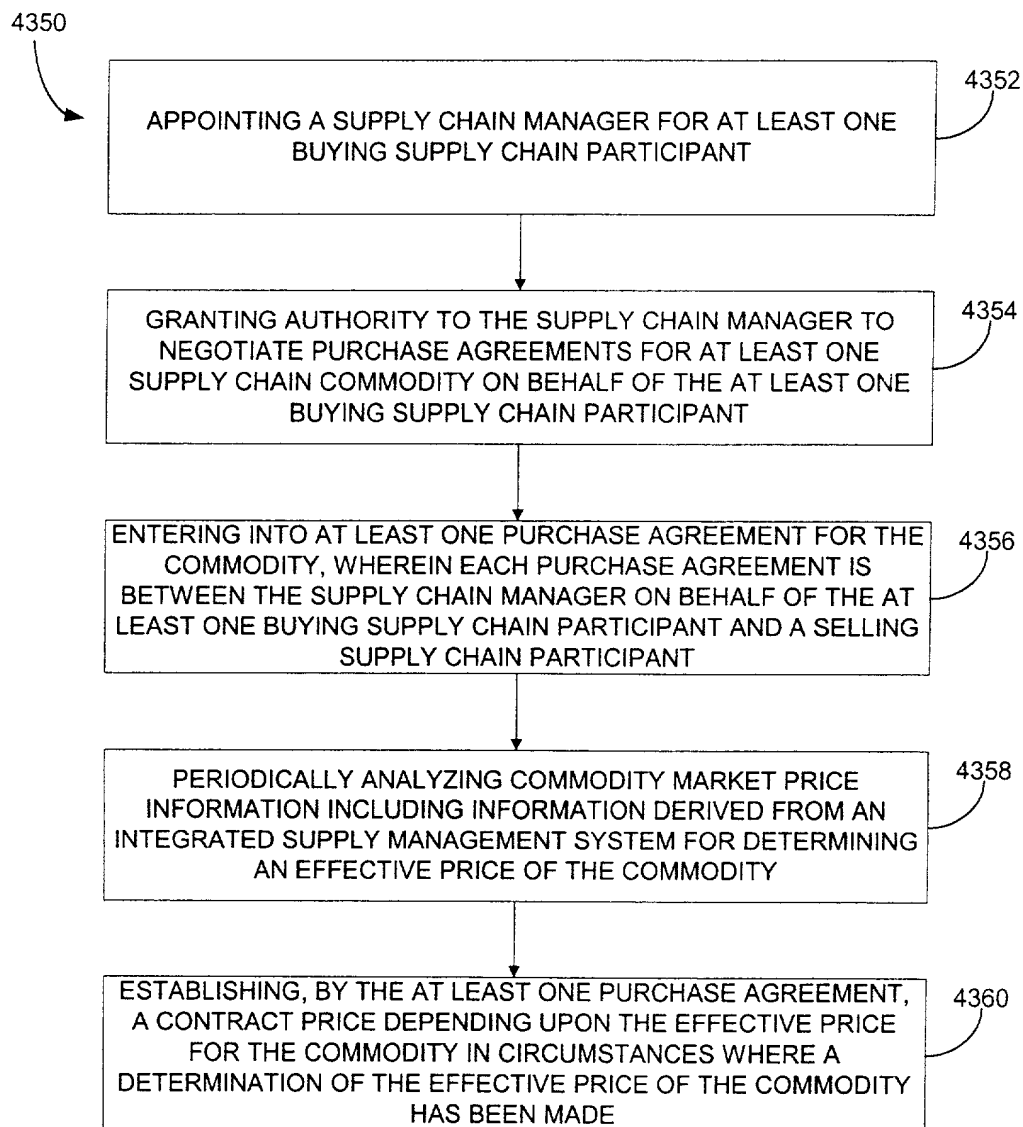 4350
4352
APPOINTING A SUPPLY CHAIN MANAGER FOR AT LEAST ONE
BUYING SUPPLY CHAIN PARTICIPANT
4354
GRANTING AUTHORITY TO THE SUPPLY CHAIN MANAGER TO
NEGOTIATE PURCHASE AGREEMENTS FOR AT LEAST ONE
SUPPLY CHAIN COMMODITY ON BEHALF OF THE AT LEAST ONE
BUYING SUPPLY CHAIN PARTICIPANT
4356
ENTERING INTO AT LEAST ONE PURCHASE AGREEMENT FOR THE
COMMODITY, WHEREIN EACH PURCHASE AGREEMENT IS
BETWEEN THE SUPPLY CHAIN MANAGER ON BEHALF OF THE AT
LEAST ONE BUYING SUPPLY CHAIN PARTICIPANT AND A SELLING
SUPPLY CHAIN PARTICIPANT
4358
PERIODICALLY ANALYZING COMMODITY MARKET PRICE
INFORMATION INCLUDING INFORMATION DERIVED FROM AN
INTEGRATED SUPPLY MANAGEMENT SYSTEM FOR DETERMINING
AN EFFECTIVE PRICE OF THE COMMODITY
4360
ESTABLISHING, BY THE AT LEAST ONE PURCHASE AGREEMENT,
A CONTRACT PRICE DEPENDING UPON THE EFFECTIVE PRICE
FOR THE COMMODITY IN CIRCUMSTANCES WHERE A
DETERMINATION OF THE EFFECTIVE PRICE OF THE COMMODITY
HAS BEEN MADE